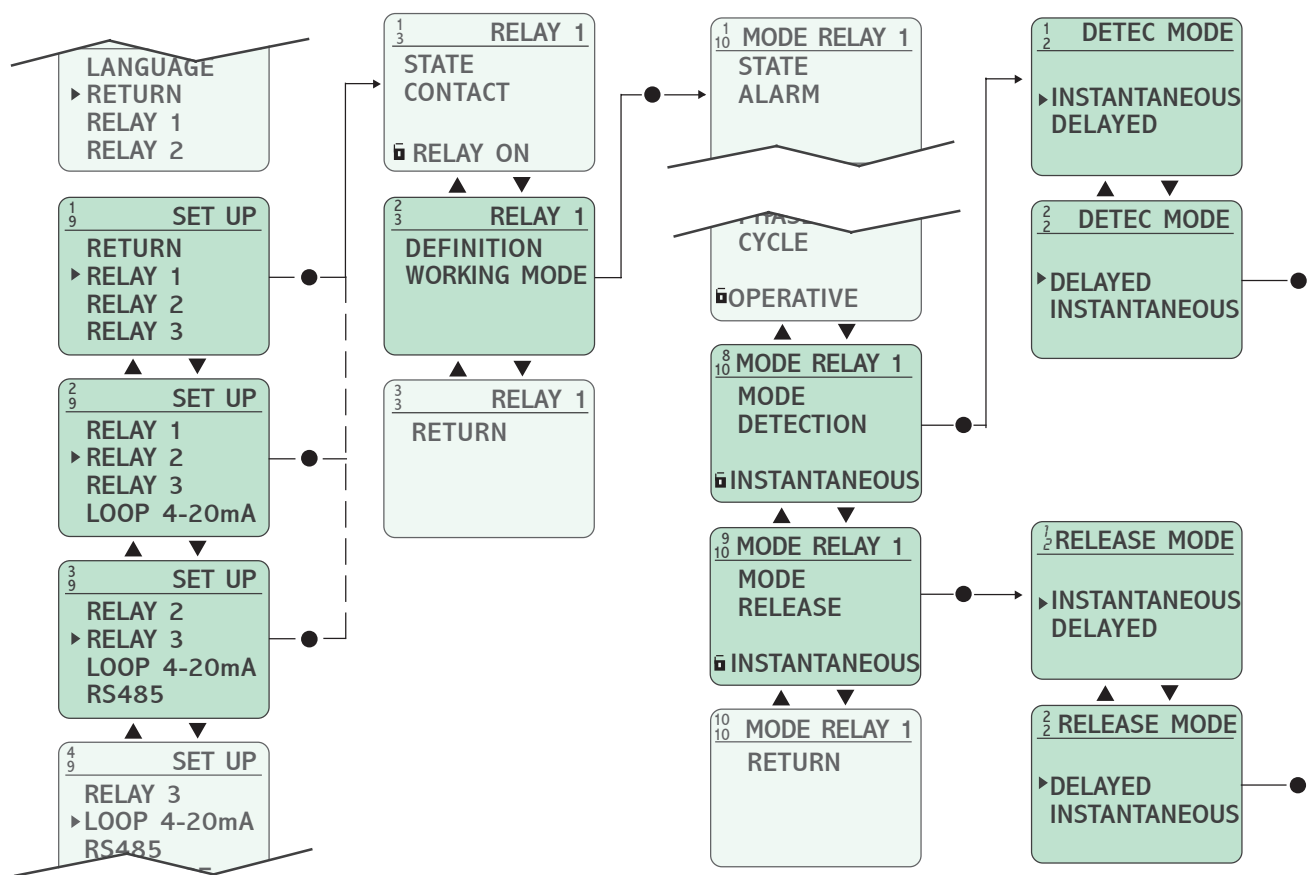 LANGUAGE
RETURN
RELAY 1
RELAY 2
1/9 SET UP
RETURN
RELAY 1
RELAY 2
RELAY 3
2/9 SET UP
RELAY 1
RELAY 2
RELAY 3
LOOP 4-20mA
3/9 SET UP
RELAY 2
RELAY 3
LOOP 4-20mA
RS485
4/9 SET UP
RELAY 3
LOOP 4-20mA
RS485
1/3 RELAY 1
STATE
CONTACT
RELAY ON
2/3 RELAY 1
DEFINITION
WORKING MODE
3/3 RELAY 1
RETURN
1/10 MODE RELAY 1
STATE
ALARM
PHASE
CYCLE
OPERATIVE
8/10 MODE RELAY 1
MODE
DETECTION
INSTANTANEOUS
9/10 MODE RELAY 1
MODE
RELEASE
INSTANTANEOUS
10/10 MODE RELAY 1
RETURN
1/2 DETEC MODE
INSTANTANEOUS
DELAYED
2/2 DETEC MODE
DELAYED
INSTANTANEOUS
1/2 RELEASE MODE
INSTANTANEOUS
DELAYED
2/2 RELEASE MODE
DELAYED
INSTANTANEOUS